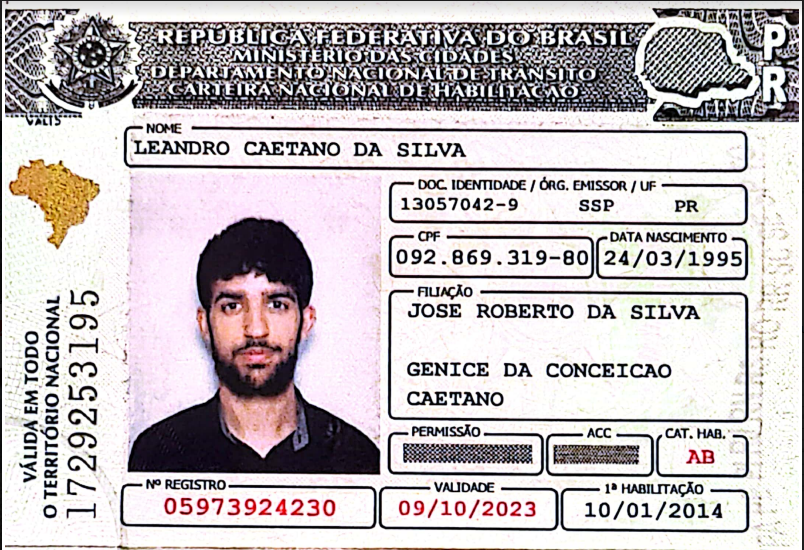 REPÚBLICA FEDERATIVA DO BRASIL
MINISTÉRIO DAS CIDADES
DEPARTAMENTO NACIONAL DE TRÂNSITO
CARTEIRA NACIONAL DE HABILITAÇÃO
PR
NOME
LEANDRO CAETANO DA SILVA
DOC. IDENTIDADE / ÓRG. EMISSOR / UF
13057042-9 SSP PR
CPF
092.869.319-80
DATA NASCIMENTO
24/03/1995
FILIAÇÃO
JOSE ROBERTO DA SILVA
GENICE DA CONCEICAO
CAETANO
PERMISSÃO
ACC
CAT. HAB.
AB
Nº REGISTRO
05973924230
VALIDADE
09/10/2023
1ª HABILITAÇÃO
10/01/2014
VÁLIDA EM TODO
O TERRITÓRIO NACIONAL
1729253195